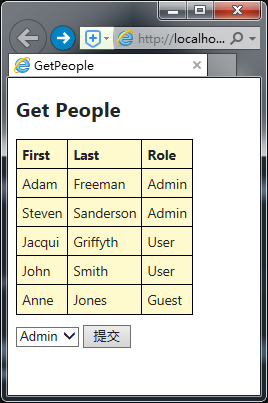 http://localho...
GetPeople
Get People
First Last Role
Adam Freeman Admin
Steven Sanderson Admin
Jacqui Griffyth User
John Smith User
Anne Jones Guest
Admin 提交